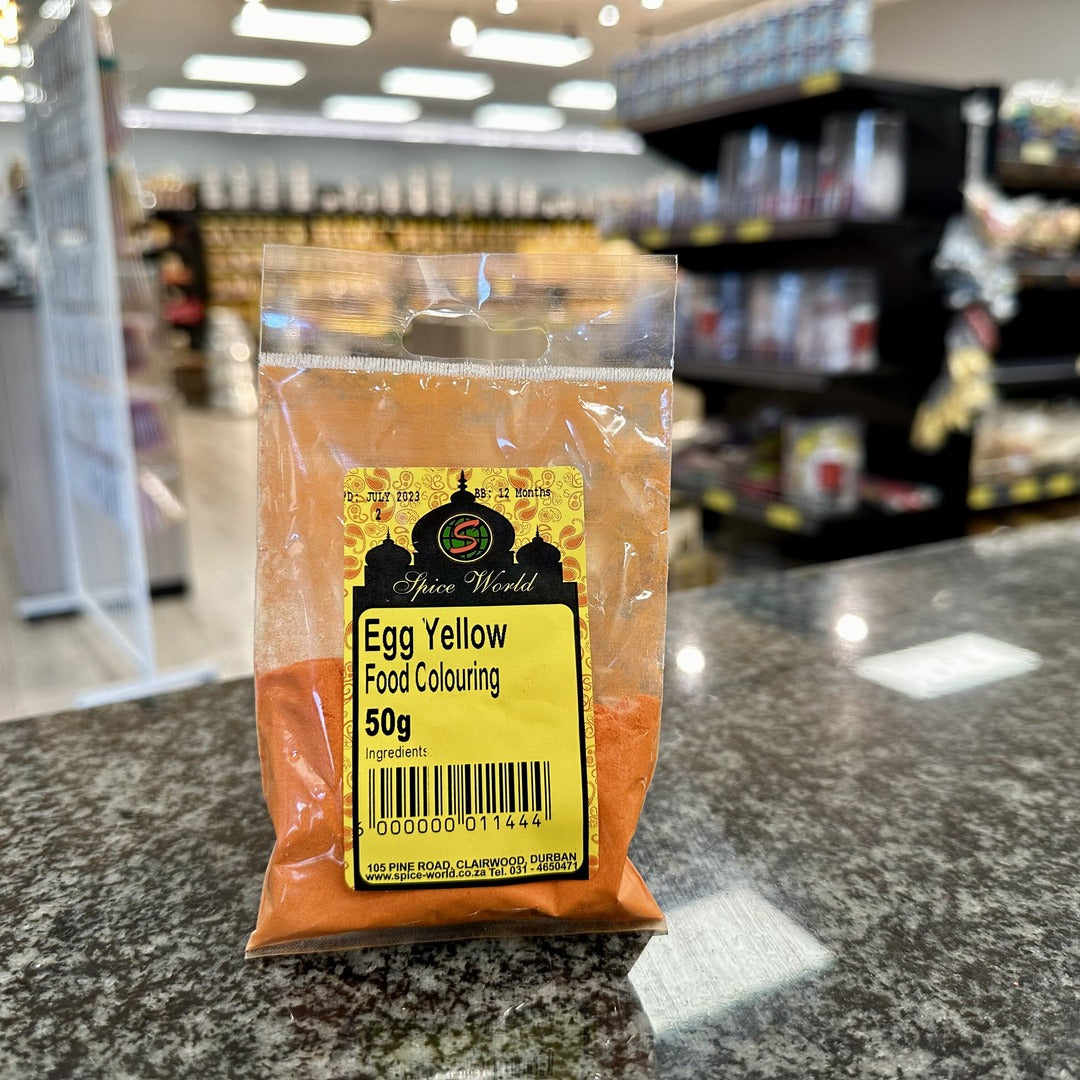 PD: JULY 2023 BB: 12 Months
2
S
Spice World
Egg Yellow
Food Colouring
50g
Ingredients
6 000000 011444
105 PINE ROAD, CLAIRWOOD, DURBAN
www.spice-world.co.za Tel. 031 - 4650471